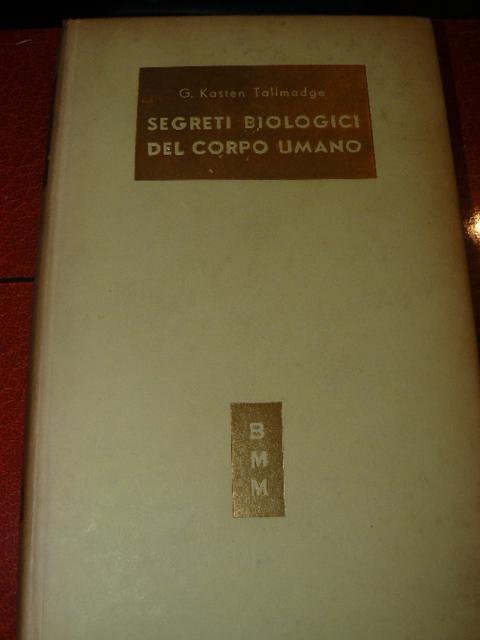 G. Kasten Tallmadge
SEGRETI BIOLOGICI
DEL CORPO UMANO
B
M
M